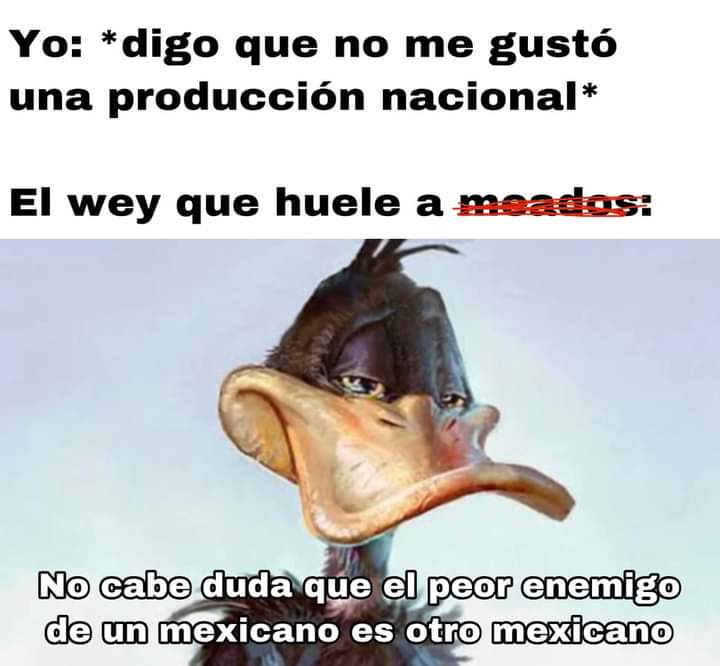 Yo: *digo que no me gustó
una producción nacional*
El wey que huele a meados:
No cabe duda que el peor enemigo
de un mexicano es otro mexicano